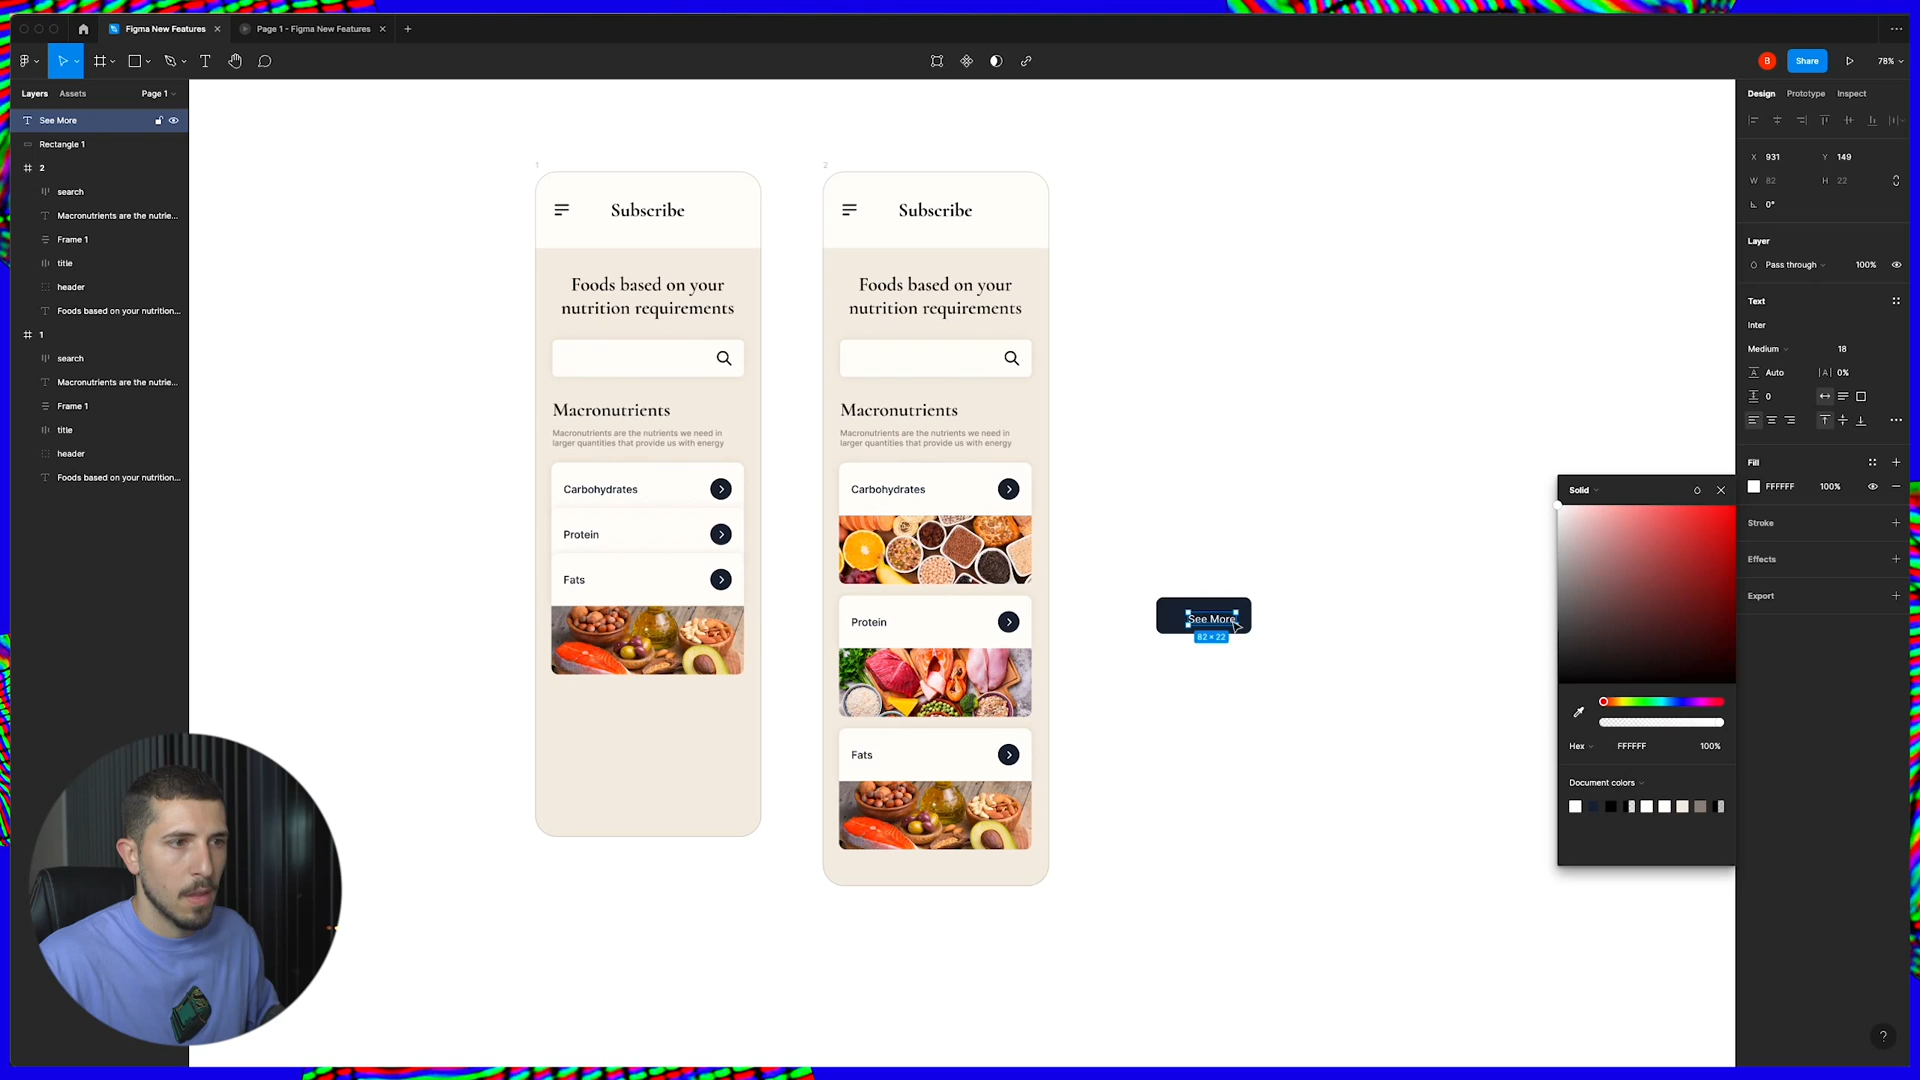 Figma New Features
Page 1 - Figma New Features
B
Share
78%
Layers
Assets
Page 1
See More
Rectangle 1
2
search
Macronutrients are the nutrie...
Frame 1
title
header
Foods based on your nutrition...
1
search
Macronutrients are the nutrie...
Frame 1
title
header
Foods based on your nutrition...
1
Subscribe
Foods based on your
nutrition requirements
Macronutrients
Macronutrients are the nutrients we need in
larger quantities that provide us with energy
Carbohydrates
Protein
Fats
2
Subscribe
Foods based on your
nutrition requirements
Macronutrients
Macronutrients are the nutrients we need in
larger quantities that provide us with energy
Carbohydrates
Protein
Fats
See More
82 × 22
Solid
Hex
FFFFFF
100%
Document colors
Design
Prototype
Inspect
X 931
Y 149
W 82
H 22
0°
Layer
Pass through
100%
Text
Inter
Medium
18
Auto
|A| 0%
0
Fill
FFFFFF
100%
Stroke
Effects
Export
?